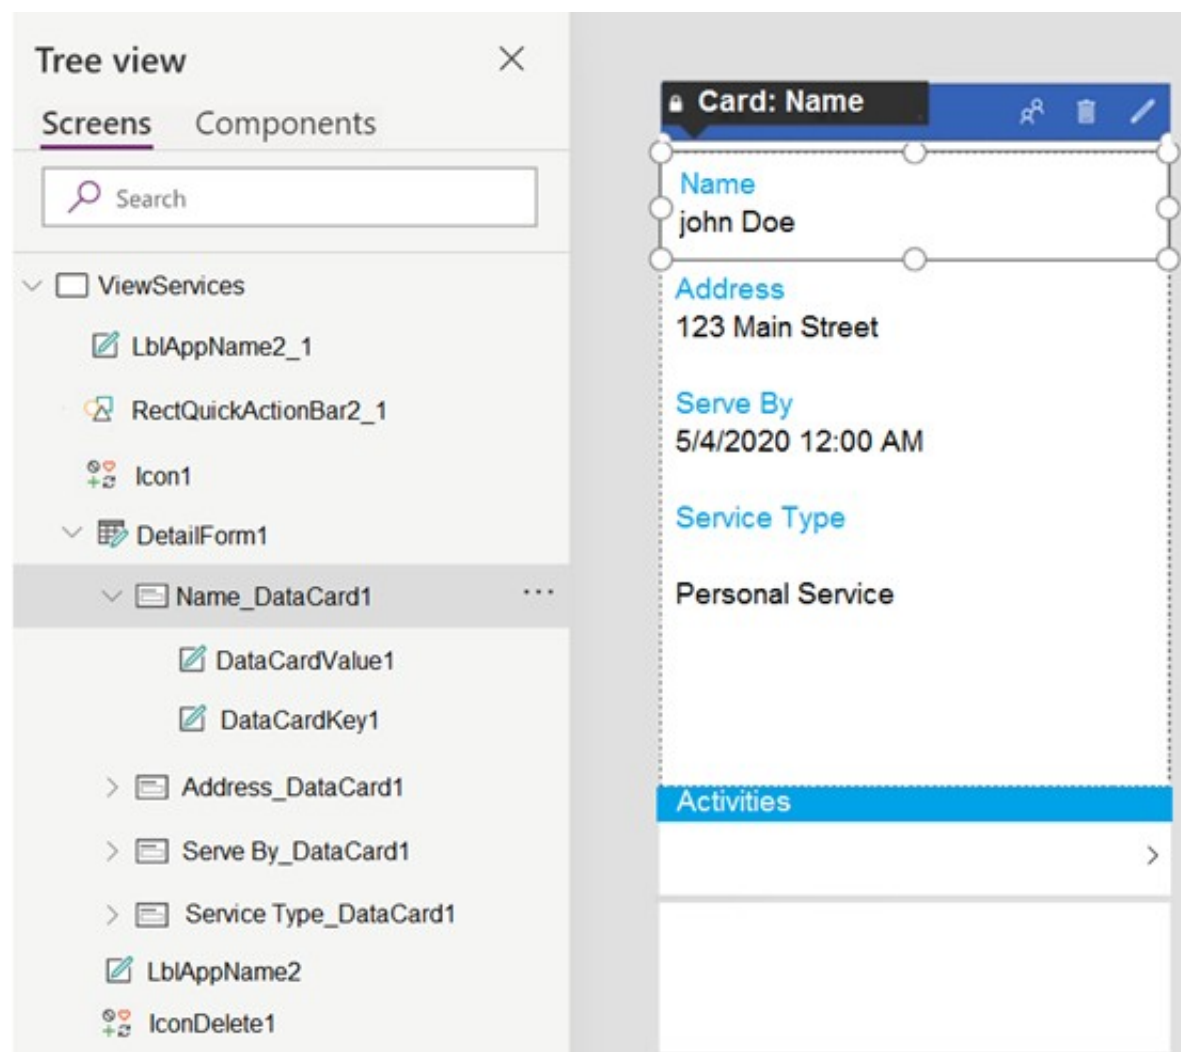 Tree view
Screens Components
Search
ViewServices
LblAppName2_1
RectQuickActionBar2_1
Icon1
DetailForm1
Name_DataCard1
DataCardValue1
DataCardKey1
Address_DataCard1
Serve By_DataCard1
Service Type_DataCard1
LblAppName2
IconDelete1
Card: Name
Name
john Doe
Address
123 Main Street
Serve By
5/4/2020 12:00 AM
Service Type
Personal Service
Activities